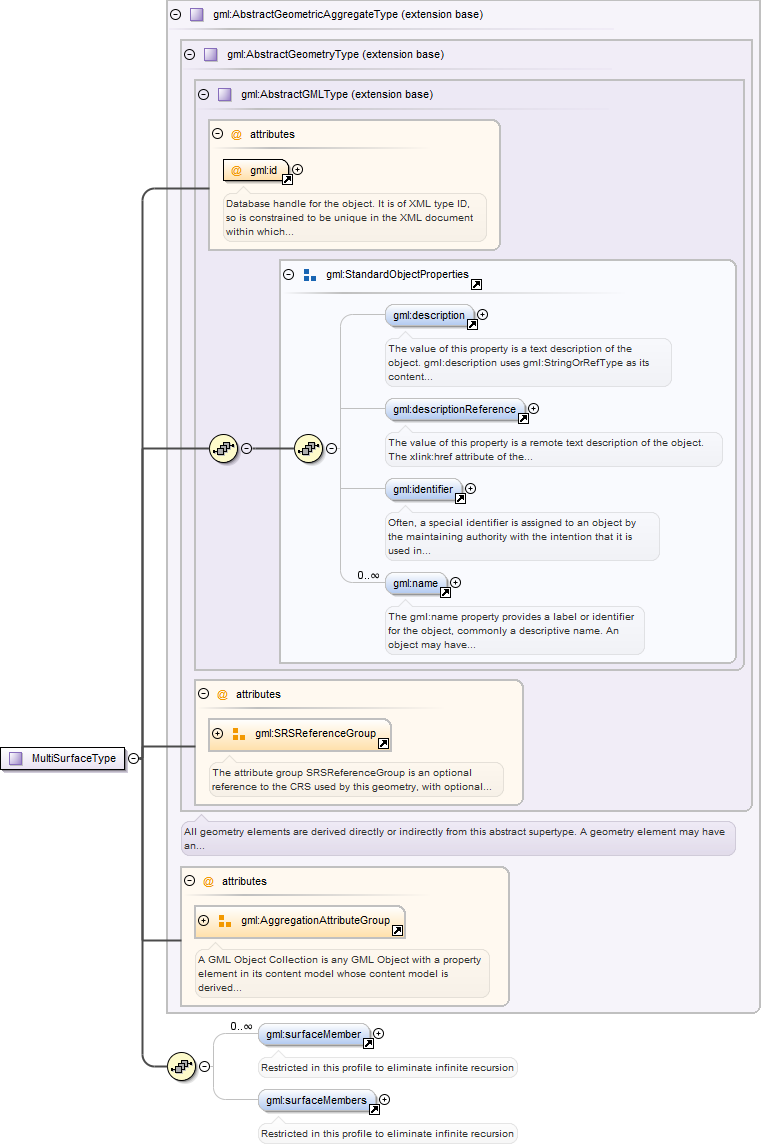 gml:AbstractGeometricAggregateType (extension base)
gml:AbstractGeometryType (extension base)
gml:AbstractGMLType (extension base)
@ attributes
@ gml:id
Database handle for the object. It is of XML type ID,
so is constrained to be unique in the XML document
within which...
gml:StandardObjectProperties
gml:description
The value of this property is a text description of the
object. gml:description uses gml:StringOrRefType as its
content...
gml:descriptionReference
The value of this property is a remote text description of the object.
The xlink:href attribute of the...
gml:identifier
Often, a special identifier is assigned to an object by
the maintaining authority with the intention that it is
used in...
0..∞
gml:name
The gml:name property provides a label or identifier
for the object, commonly a descriptive name. An
object may have...
@ attributes
gml:SRSReferenceGroup
MultiSurfaceType
The attribute group SRSReferenceGroup is an optional
reference to the CRS used by this geometry, with optional...
All geometry elements are derived directly or indirectly from this abstract supertype. A geometry element may have
an...
@ attributes
gml:AggregationAttributeGroup
A GML Object Collection is any GML Object with a property
element in its content model whose content model is
derived...
0..∞
gml:surfaceMember
Restricted in this profile to eliminate infinite recursion
gml:surfaceMembers
Restricted in this profile to eliminate infinite recursion